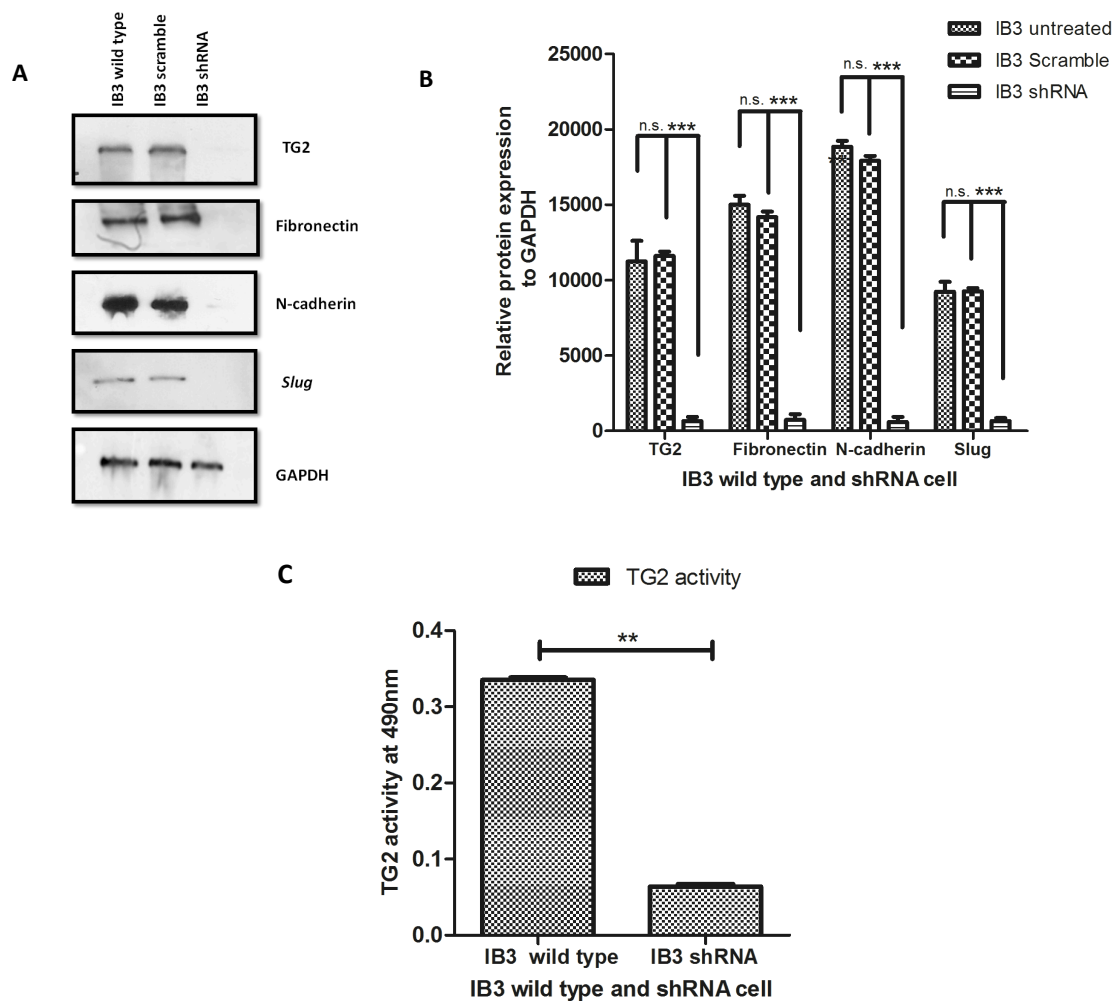 A
IB3 wild type
IB3 scramble
IB3 shRNA
TG2
Fibronectin
N-cadherin
Slug
GAPDH
B
IB3 untreated
IB3 Scramble
IB3 shRNA
Relative protein expression
to GAPDH
25000
20000
15000
10000
5000
0
n.s. ***
n.s. ***
n.s. ***
n.s. ***
*
TG2 Fibronectin N-cadherin Slug
IB3 wild type and shRNA cell
C
TG2 activity
TG2 activity at 490nm
0.4
0.3
0.2
0.1
0.0
**
IB3 wild type IB3 shRNA
IB3 wild type and shRNA cell